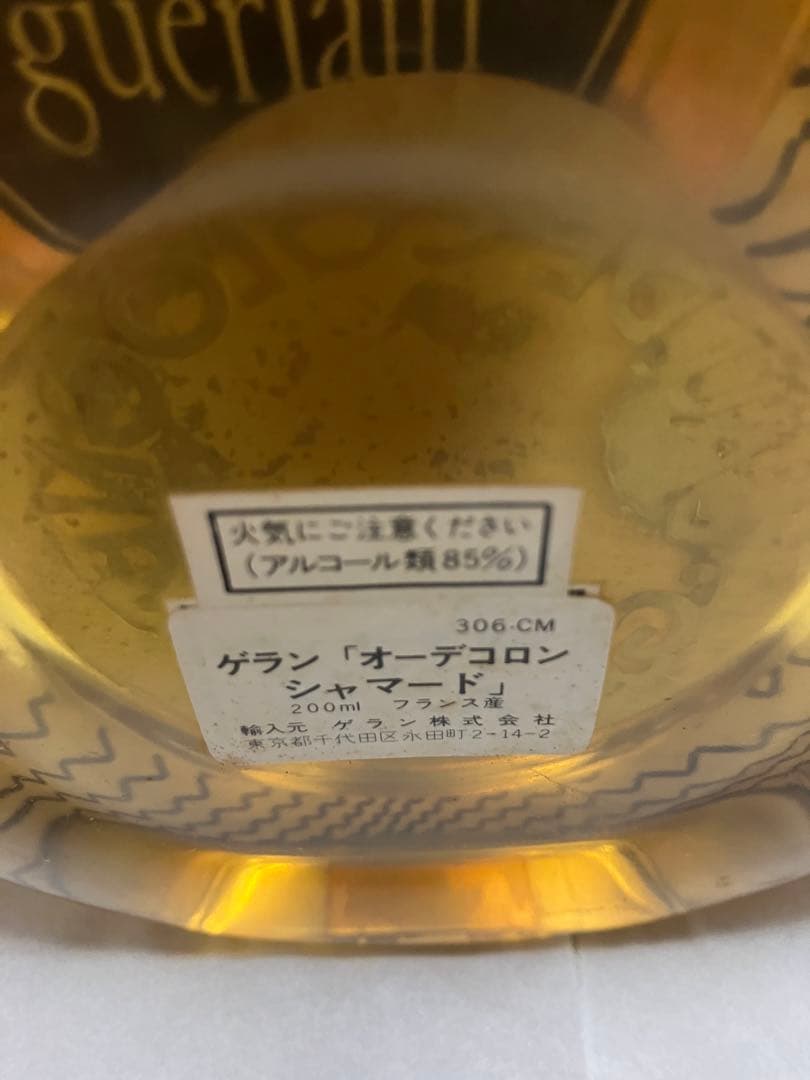 guerlain
火気にご注意ください
(アルコール類85%)
306-CM
ゲラン「オーデコロン
シャマード」
200ml フランス産
輸入元 ゲラン株式会社
東京都千代田区永田町2-14-2